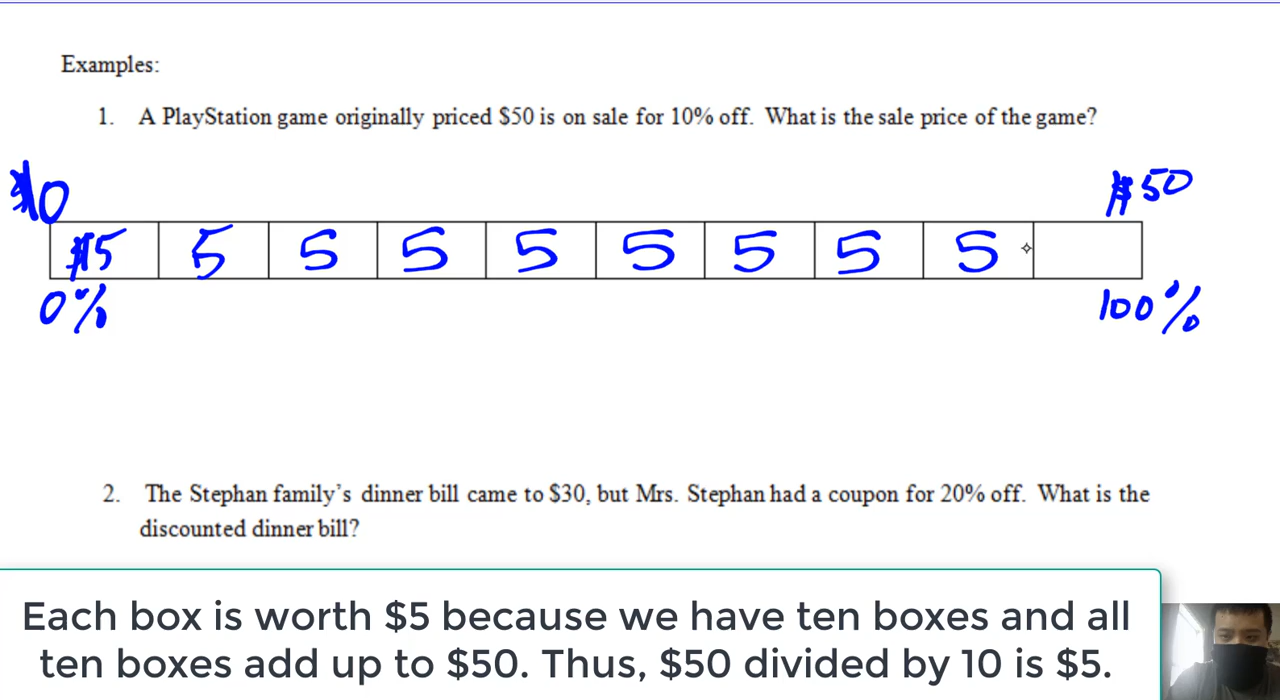 Examples:
1. A PlayStation game originally priced $50 is on sale for 10% off. What is the sale price of the game?
$0
$50
$5 5 5 5 5 5 5 5 5
0%
100%
2. The Stephan family's dinner bill came to $30, but Mrs. Stephan had a coupon for 20% off. What is the
discounted dinner bill?
Each box is worth $5 because we have ten boxes and all
ten boxes add up to $50. Thus, $50 divided by 10 is $5.